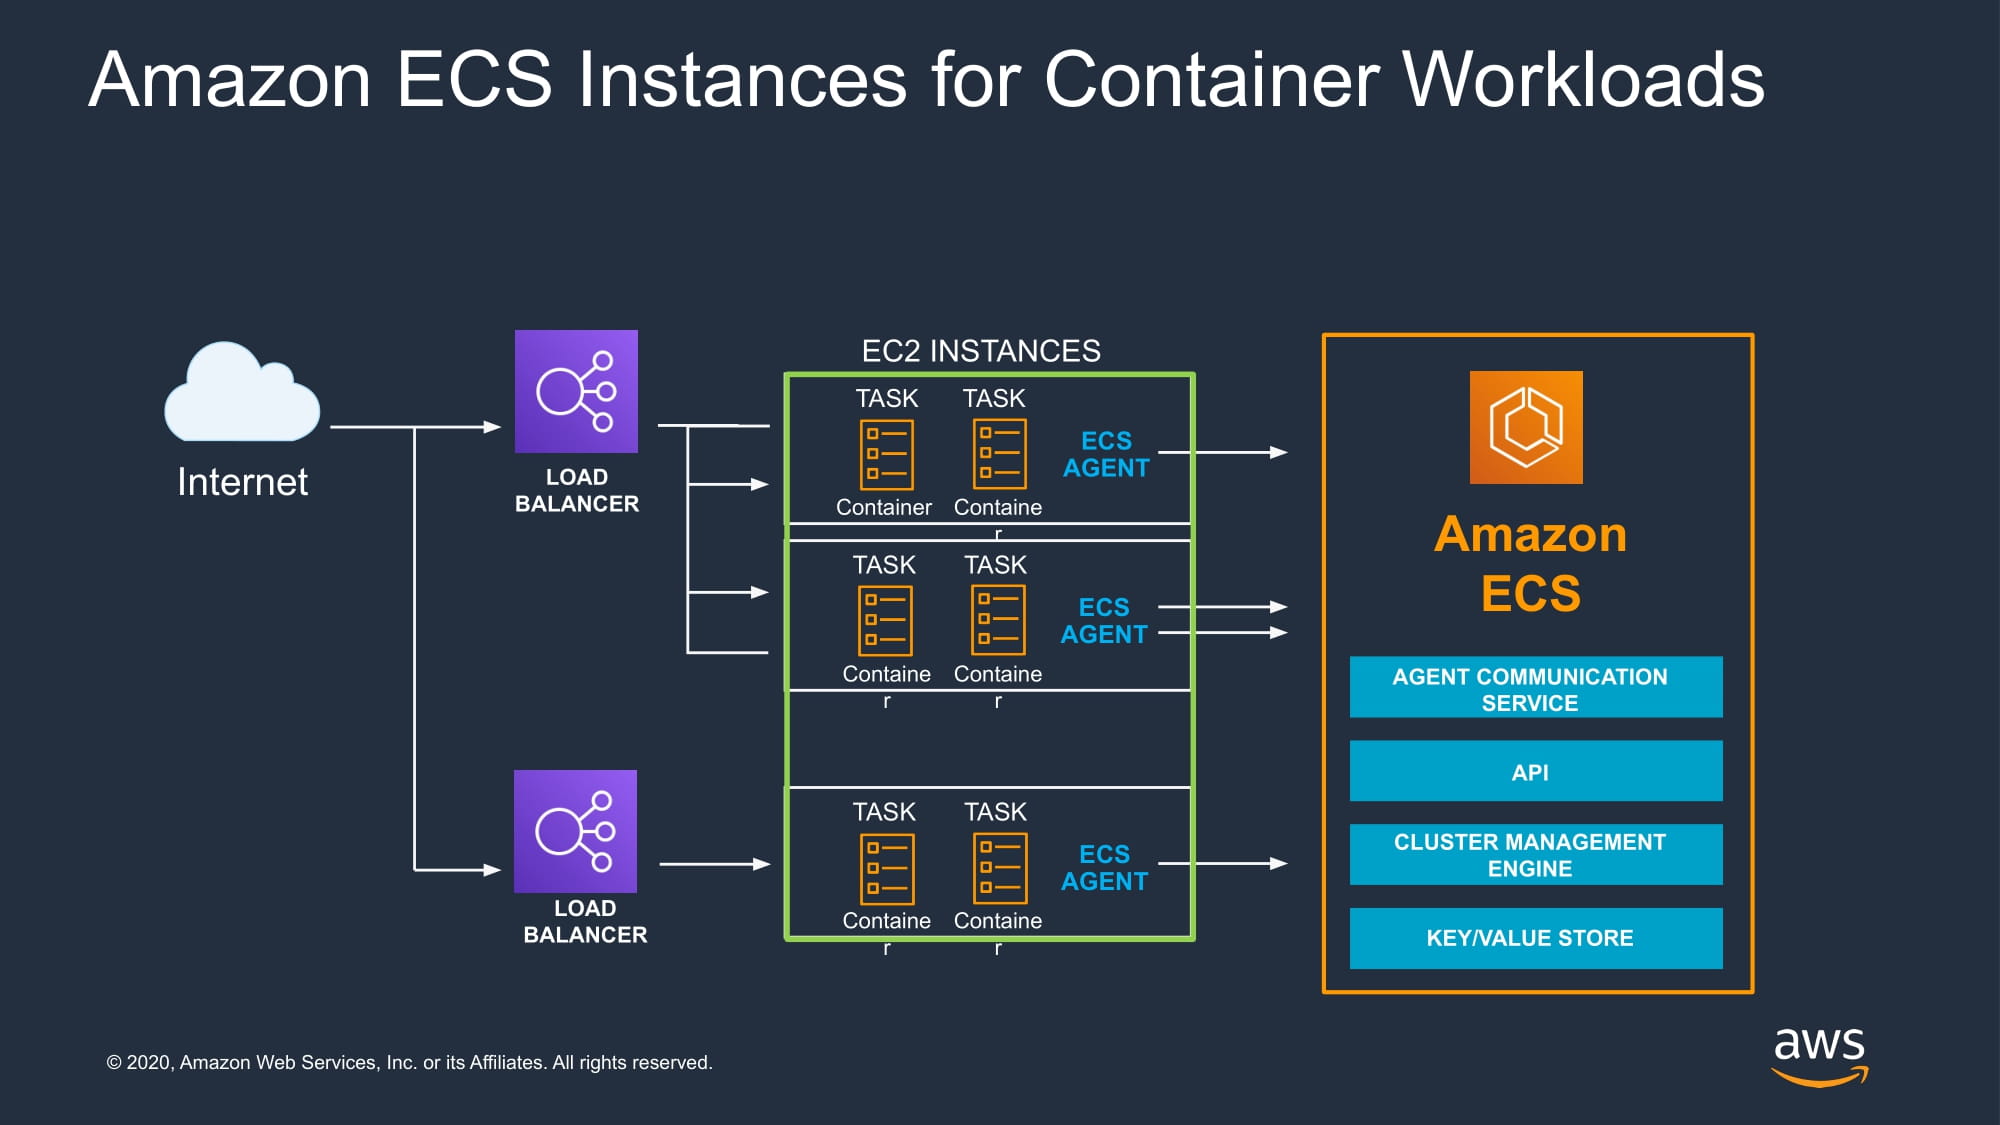 Amazon ECS Instances for Container Workloads
Internet
LOAD
BALANCER
LOAD
BALANCER
EC2 INSTANCES
TASK TASK
ECS
AGENT
Container Containe
r
TASK TASK
ECS
AGENT
Containe Containe
r r
TASK TASK
ECS
AGENT
Containe Containe
r r
Amazon
ECS
AGENT COMMUNICATION
SERVICE
API
CLUSTER MANAGEMENT
ENGINE
KEY/VALUE STORE
© 2020, Amazon Web Services, Inc. or its Affiliates. All rights reserved.
aws